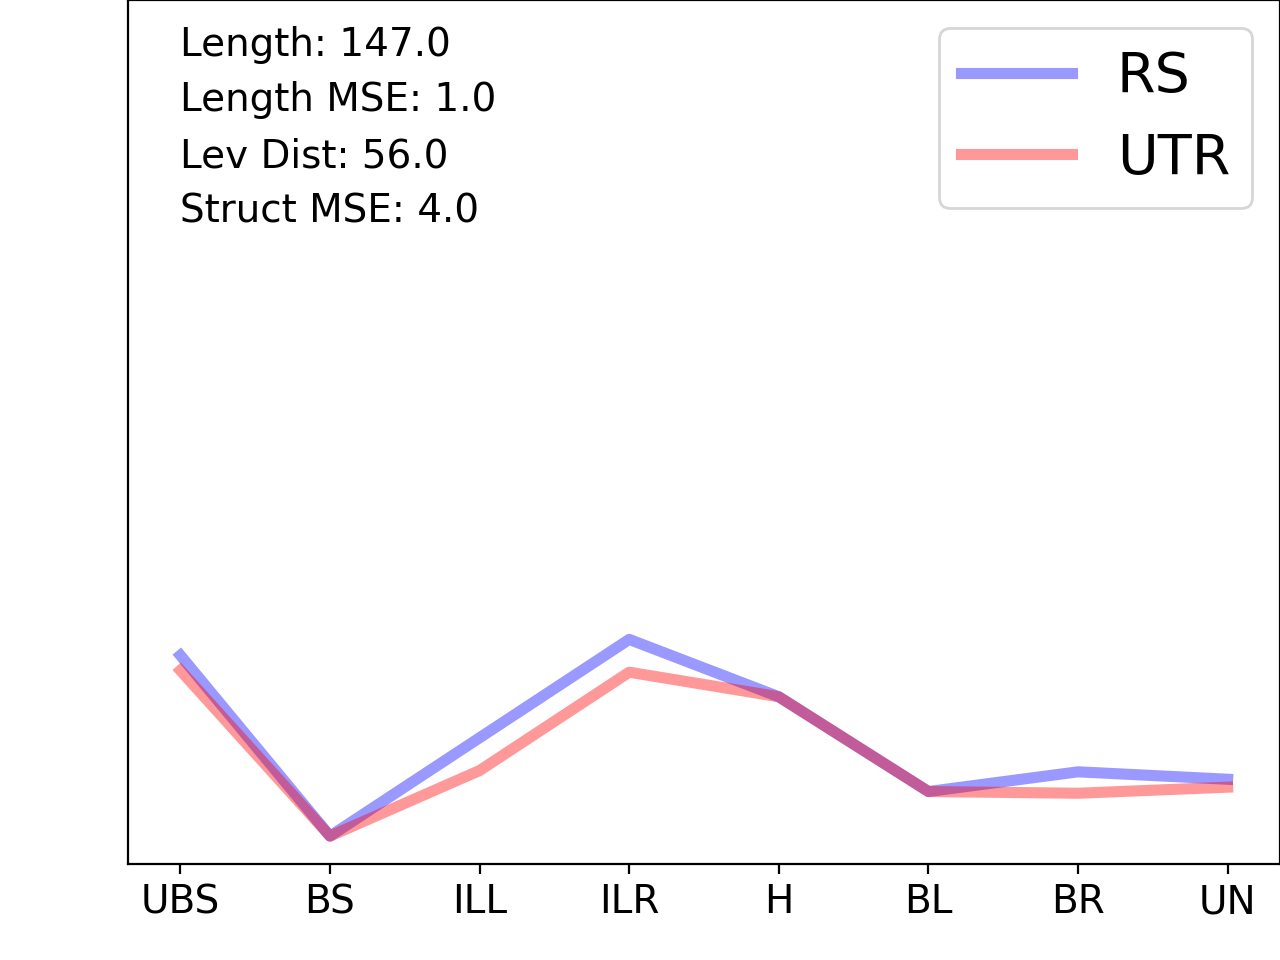 Length: 147.0
Length MSE: 1.0
Lev Dist: 56.0
Struct MSE: 4.0
RS
UTR
UBS BS ILL ILR H BL BR UN